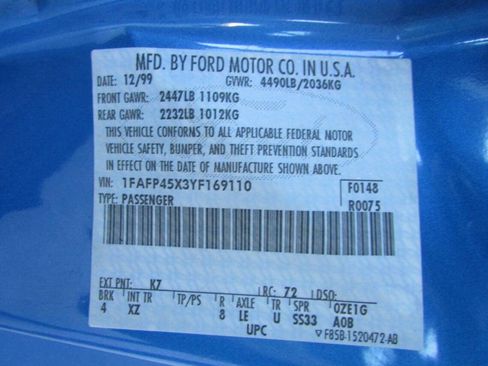 MFD. BY FORD MOTOR CO. IN U.S.A.
DATE: 12/99 GVWR: 4490LB/2036KG
FRONT GAWR: 2447LB 1109KG
REAR GAWR: 2232LB 1012KG
THIS VEHICLE CONFORMS TO ALL APPLICABLE FEDERAL MOTOR
VEHICLE SAFETY, BUMPER, AND THEFT PREVENTION STANDARDS
IN EFFECT ON THE DATE OF MANUFACTURE SHOWN ABOVE.
VIN: 1FAFP45X3YF169110 F0148
TYPE: PASSENGER R0075
EXT PNT: K7 RC: 72 DSO:
BRK INT TR TP/PS R AXLE TR SPR 0ZE1G
4 XZ 8 LE U SS33 A0B
UPC ▽F85B-1520472-AB